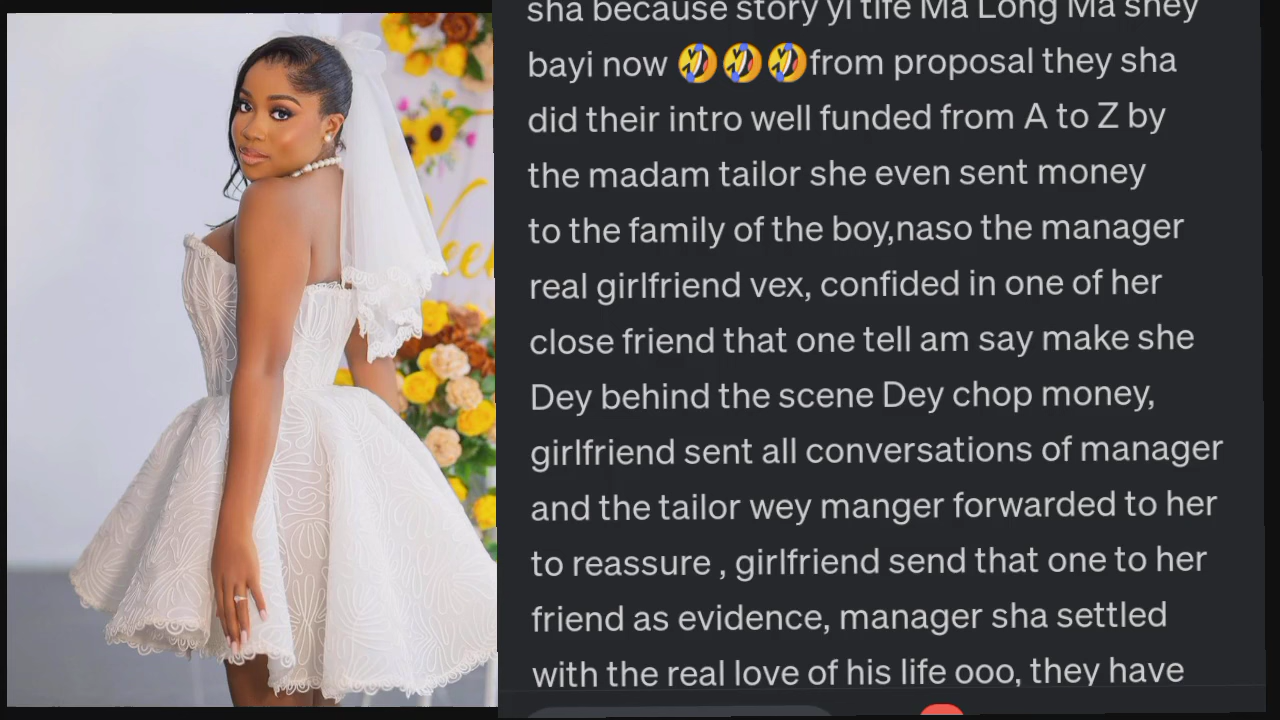 sha because story yi tife Ma Long Ma shey
bayi now 🤣🤣🤣from proposal they sha
did their intro well funded from A to Z by
the madam tailor she even sent money
to the family of the boy,naso the manager
real girlfriend vex, confided in one of her
close friend that one tell am say make she
Dey behind the scene Dey chop money,
girlfriend sent all conversations of manager
and the tailor wey manger forwarded to her
to reassure , girlfriend send that one to her
friend as evidence, manager sha settled
with the real love of his life ooo, they have